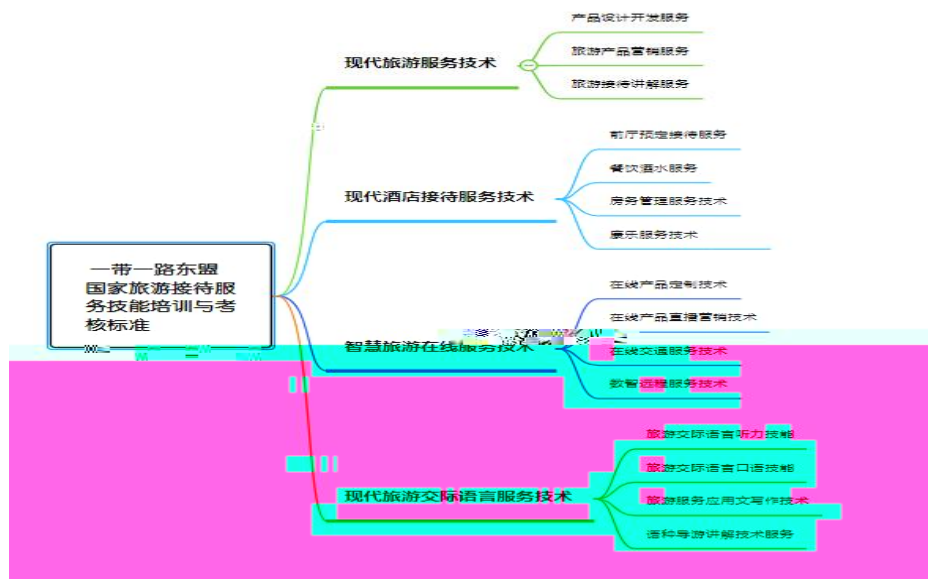 产品设计开发服务
现代旅游服务技术
旅游产品营销服务
旅游接待讲解服务
前厅预定接待服务
餐饮酒水服务
现代酒店接待服务技术
房务管理服务技术
康乐服务技术
一带一路东盟
国家旅游接待服
务技能培训与考
核标准
在线产品定制技术
在线产品直播营销技术
智慧旅游在线服务技术
在线交通服务技术
数智远程服务技术
旅游交际语言听力技能
旅游交际语言口语技能
现代旅游交际语言服务技术
旅游服务应用文写作技术
语种导游讲解技术服务